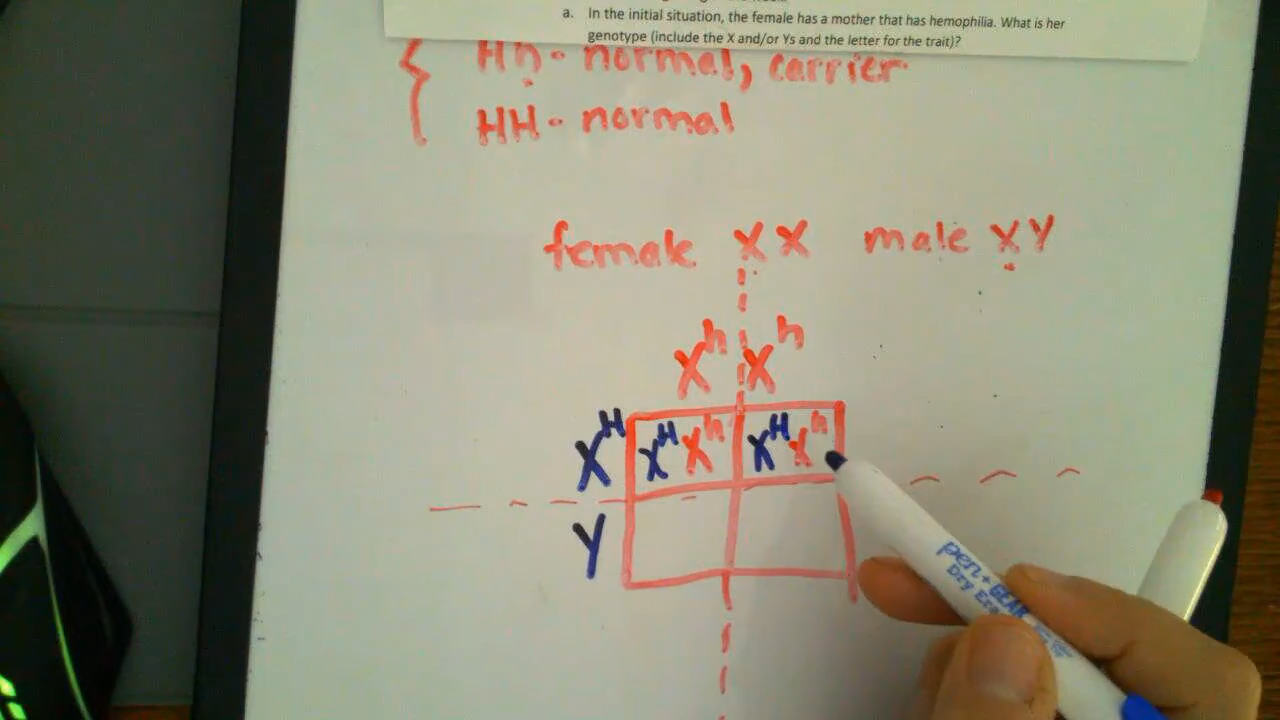 a. In the initial situation, the female has a mother that has hemophilia. What is her
genotype (include the X and/or Ys and the letter for the trait)?
Hh - normal, carrier
HH - normal
female XX male XY
X^h X^h
X^H X^H X^h X^H X^h
Y
pen+GEAR
Dry